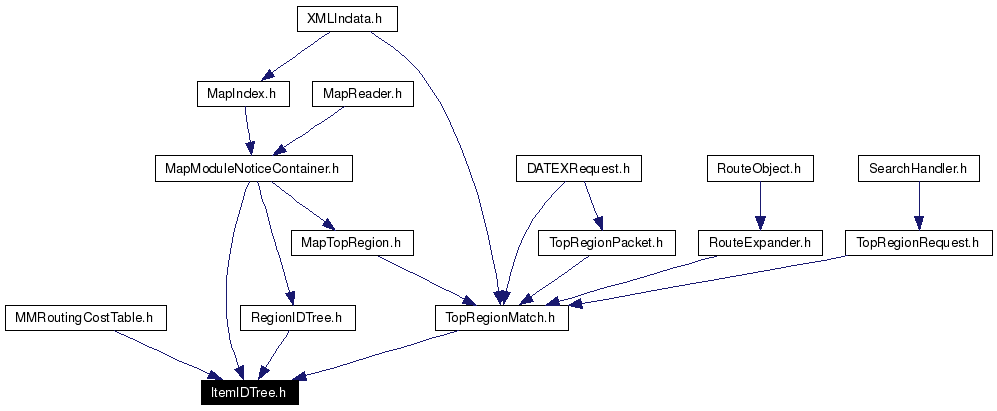 XMLIndata.h
MapIndex.h
MapReader.h
MapModuleNoticeContainer.h
DATEXRequest.h
RouteObject.h
SearchHandler.h
MapTopRegion.h
TopRegionPacket.h
RouteExpander.h
TopRegionRequest.h
MMRoutingCostTable.h
RegionIDTree.h
TopRegionMatch.h
ItemIDTree.h